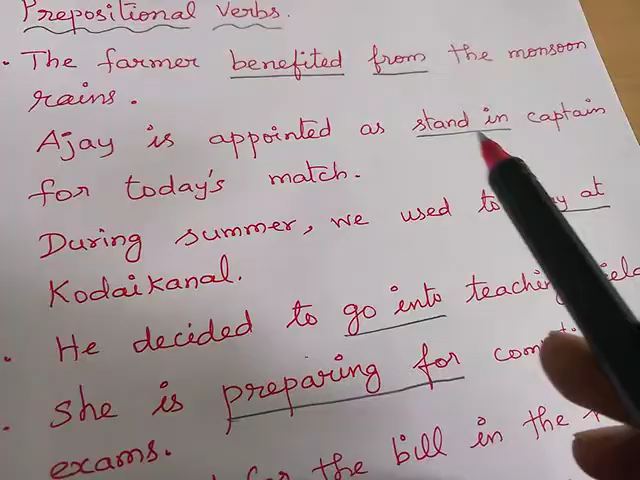 Prepositional verbs.
. The farmer benefited from the monsoon
rains.
Ajay is appointed as stand in captain
for today's match.
During summer, we used to at
Kodaikanal.
. He decided to go into teaching
. She is preparing for
exams.
the bill in the